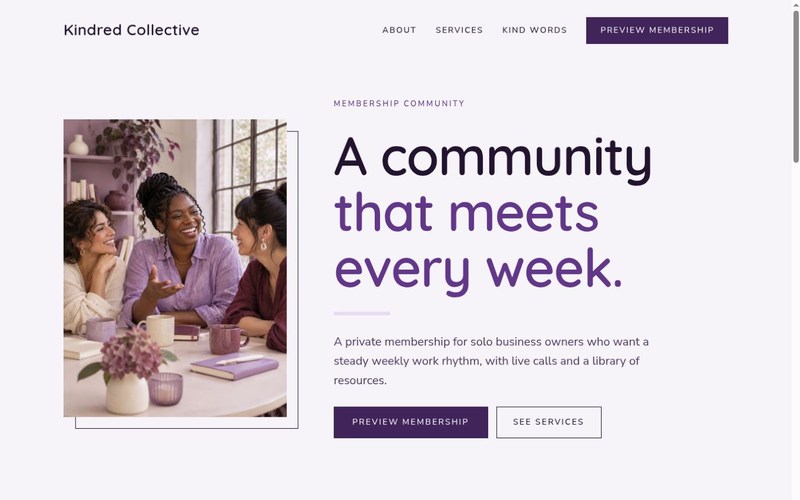 Kindred Collective
ABOUT
SERVICES
KIND WORDS
PREVIEW MEMBERSHIP
MEMBERSHIP COMMUNITY
A community
that meets
every week.
A private membership for solo business owners who want a
steady weekly work rhythm, with live calls and a library of
resources.
PREVIEW MEMBERSHIP
SEE SERVICES